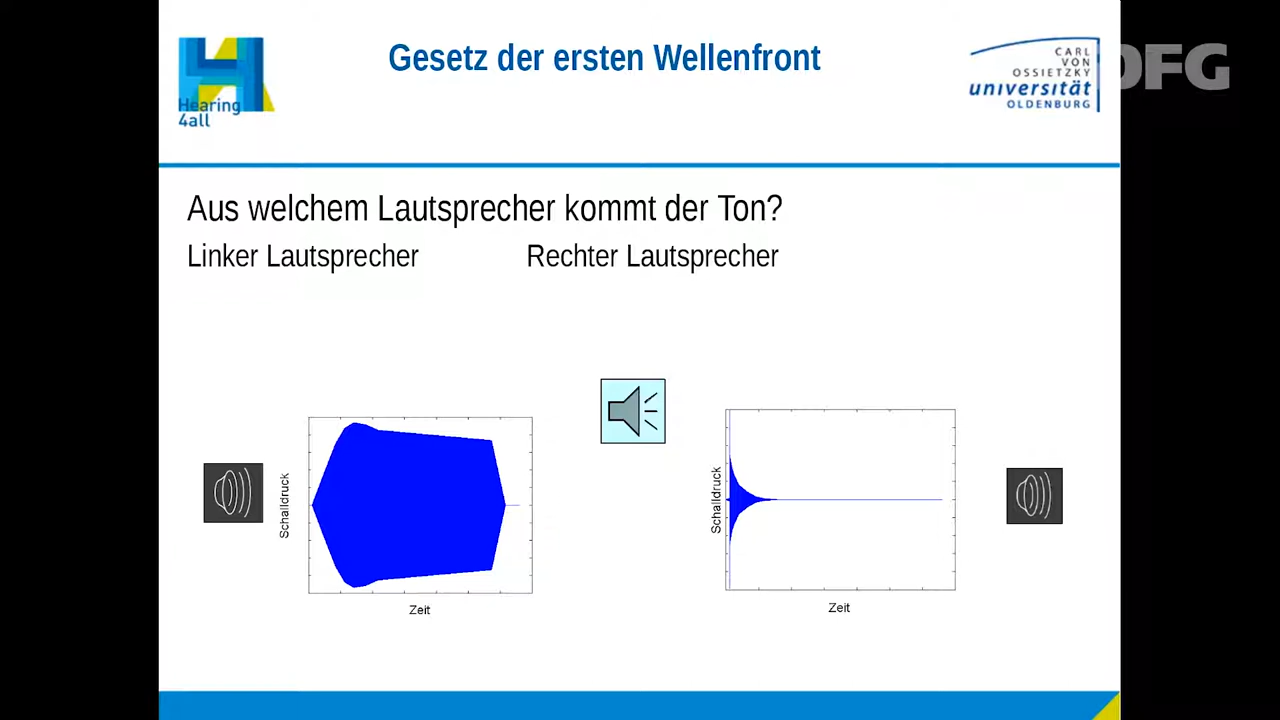 Gesetz der ersten Wellenfront
Hearing
4all
CARL
VON
OSSIETZKY
universität
OLDENBURG
DFG
Aus welchem Lautsprecher kommt der Ton?
Linker Lautsprecher
Rechter Lautsprecher
Schalldruck
Zeit
Schalldruck
Zeit